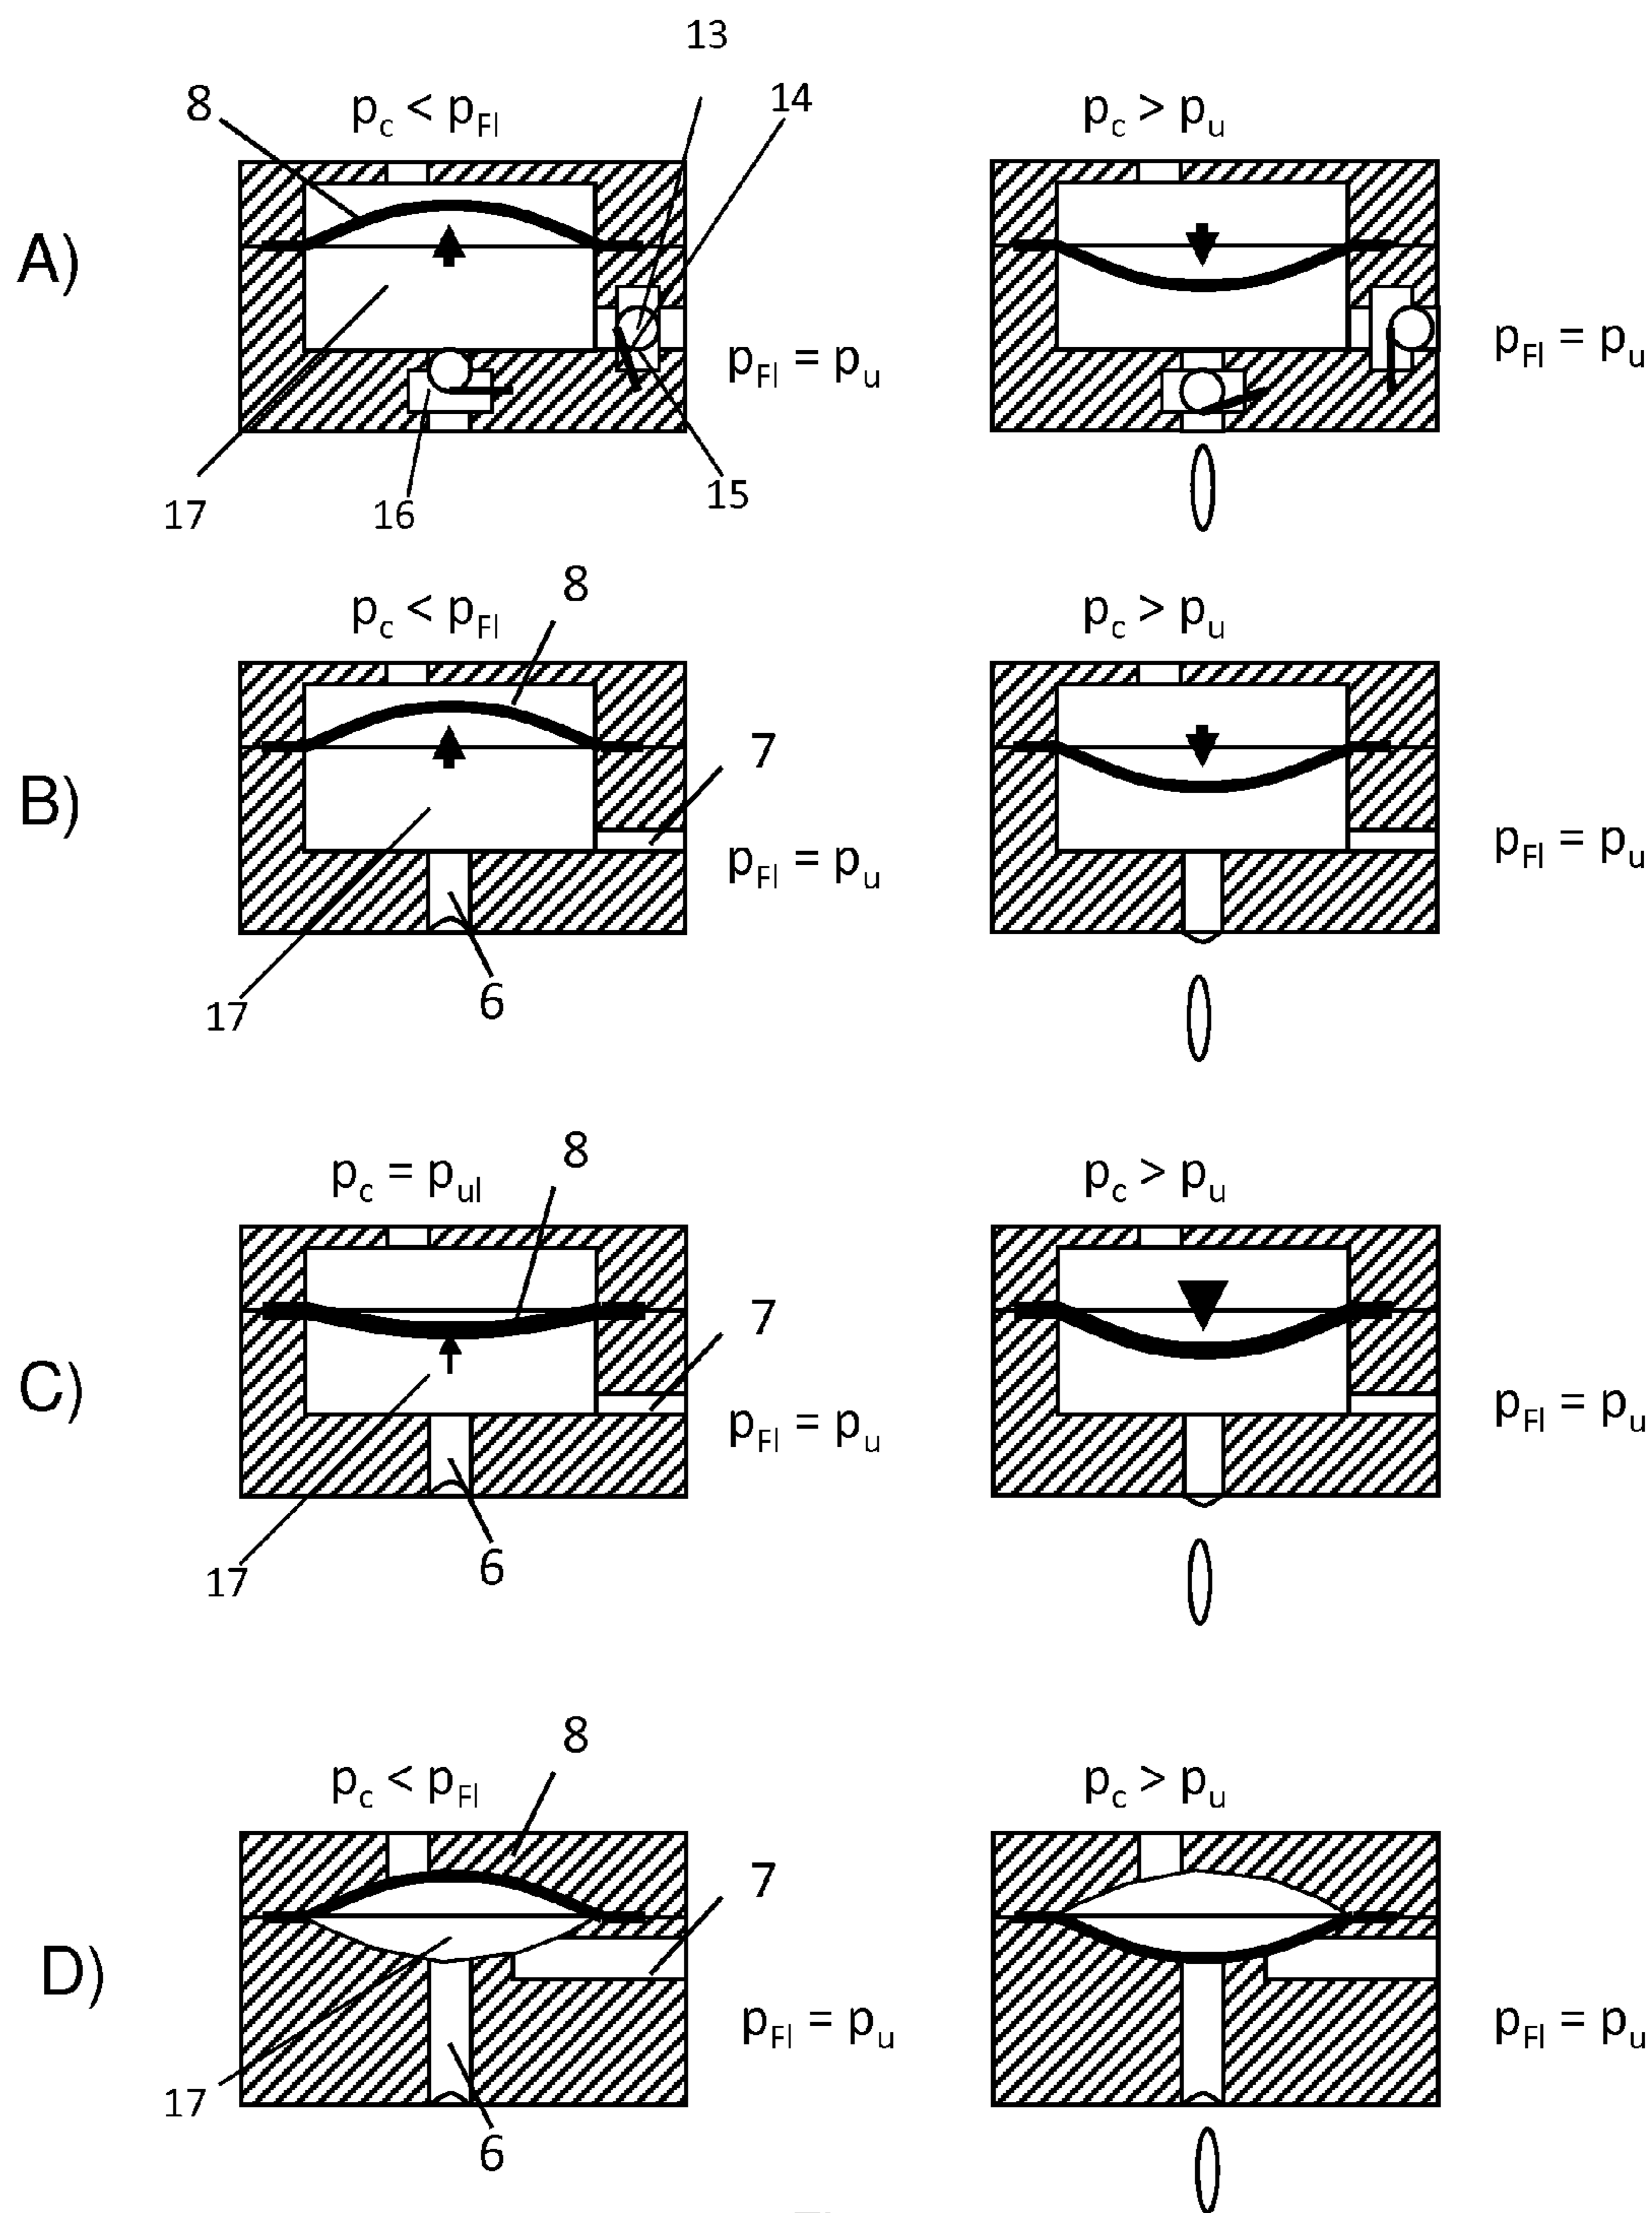 13
8
p_c < p_Fl
14
p_c > p_u
A)
p_Fl = p_u
p_Fl = p_u
17
16
15
8
p_c < p_Fl
p_c > p_u
7
B)
p_Fl = p_u
p_Fl = p_u
17
6
8
p_c = p_ul
p_c > p_u
7
C)
p_Fl = p_u
p_Fl = p_u
17
6
8
p_c < p_Fl
p_c > p_u
7
D)
p_Fl = p_u
p_Fl = p_u
17
6